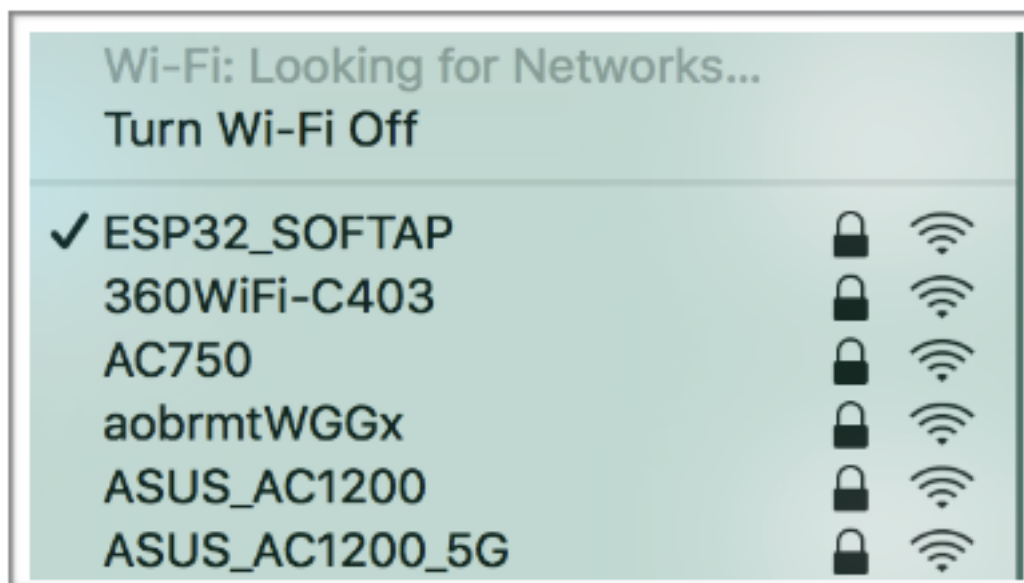 Wi-Fi: Looking for Networks...
Turn Wi-Fi Off
ESP32_SOFTAP
360WiFi-C403
AC750
aobrmtWGGx
ASUS_AC1200
ASUS_AC1200_5G